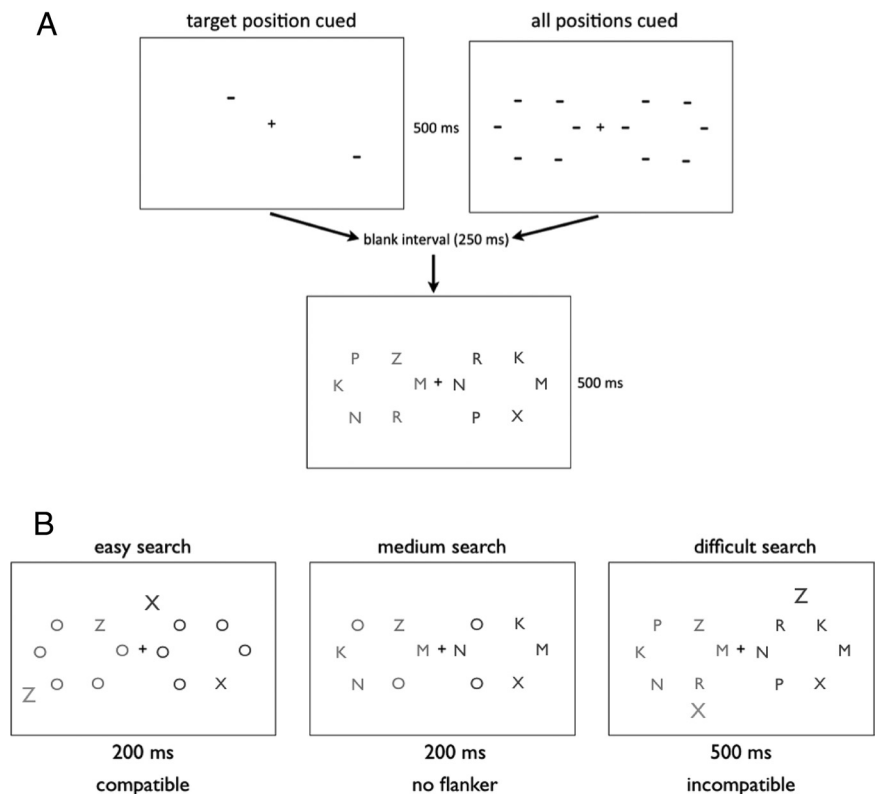 A
target position cued
all positions cued
+
500 ms
+
blank interval (250 ms)
P Z R K
K M + N M
N R P X
500 ms
B
easy search
medium search
difficult search
X
O Z O O
O O + O O
Z O O O X
O Z O K
K M + N M
N O O X
Z
P Z R K
K M + N M
N R P X
X
200 ms
200 ms
500 ms
compatible
no flanker
incompatible